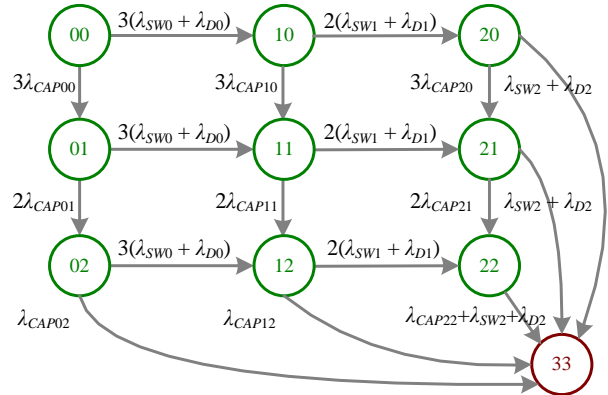 00 3(λSW0 + λD0) 10 2(λSW1 + λD1) 20
3λCAP00 3λCAP10 3λCAP20 λSW2 + λD2
01 3(λSW0 + λD0) 11 2(λSW1 + λD1) 21
2λCAP01 2λCAP11 2λCAP21 λSW2 + λD2
02 3(λSW0 + λD0) 12 2(λSW1 + λD1) 22
λCAP02 λCAP12 λCAP22+λSW2+λD2
33